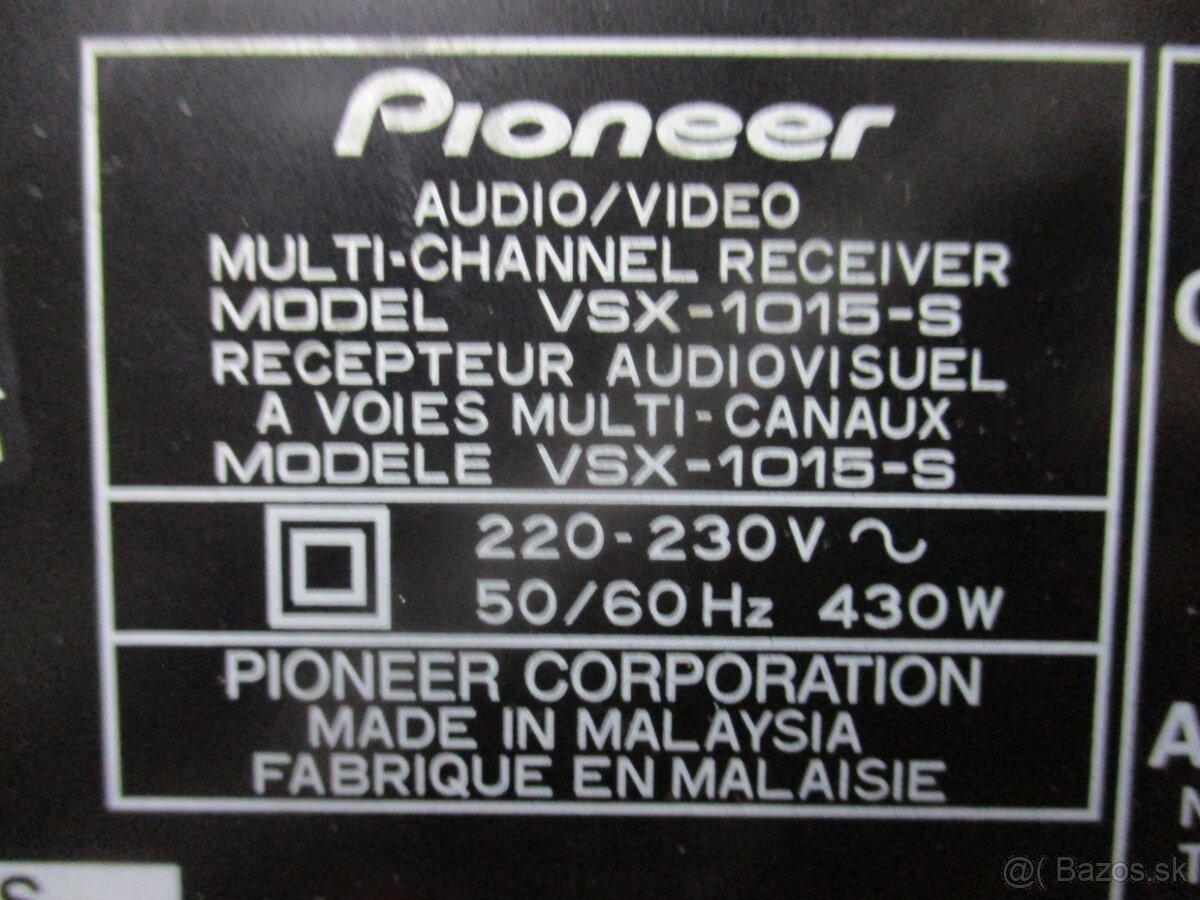 Pioneer
AUDIO/VIDEO
MULTI-CHANNEL RECEIVER
MODEL VSX-1015-S
RECEPTEUR AUDIOVISUEL
A VOIES MULTI-CANAUX
MODELE VSX-1015-S
220-230V ~
50/60Hz 430W
PIONEER CORPORATION
MADE IN MALAYSIA
FABRIQUE EN MALAISIE
@( Bazos.sk